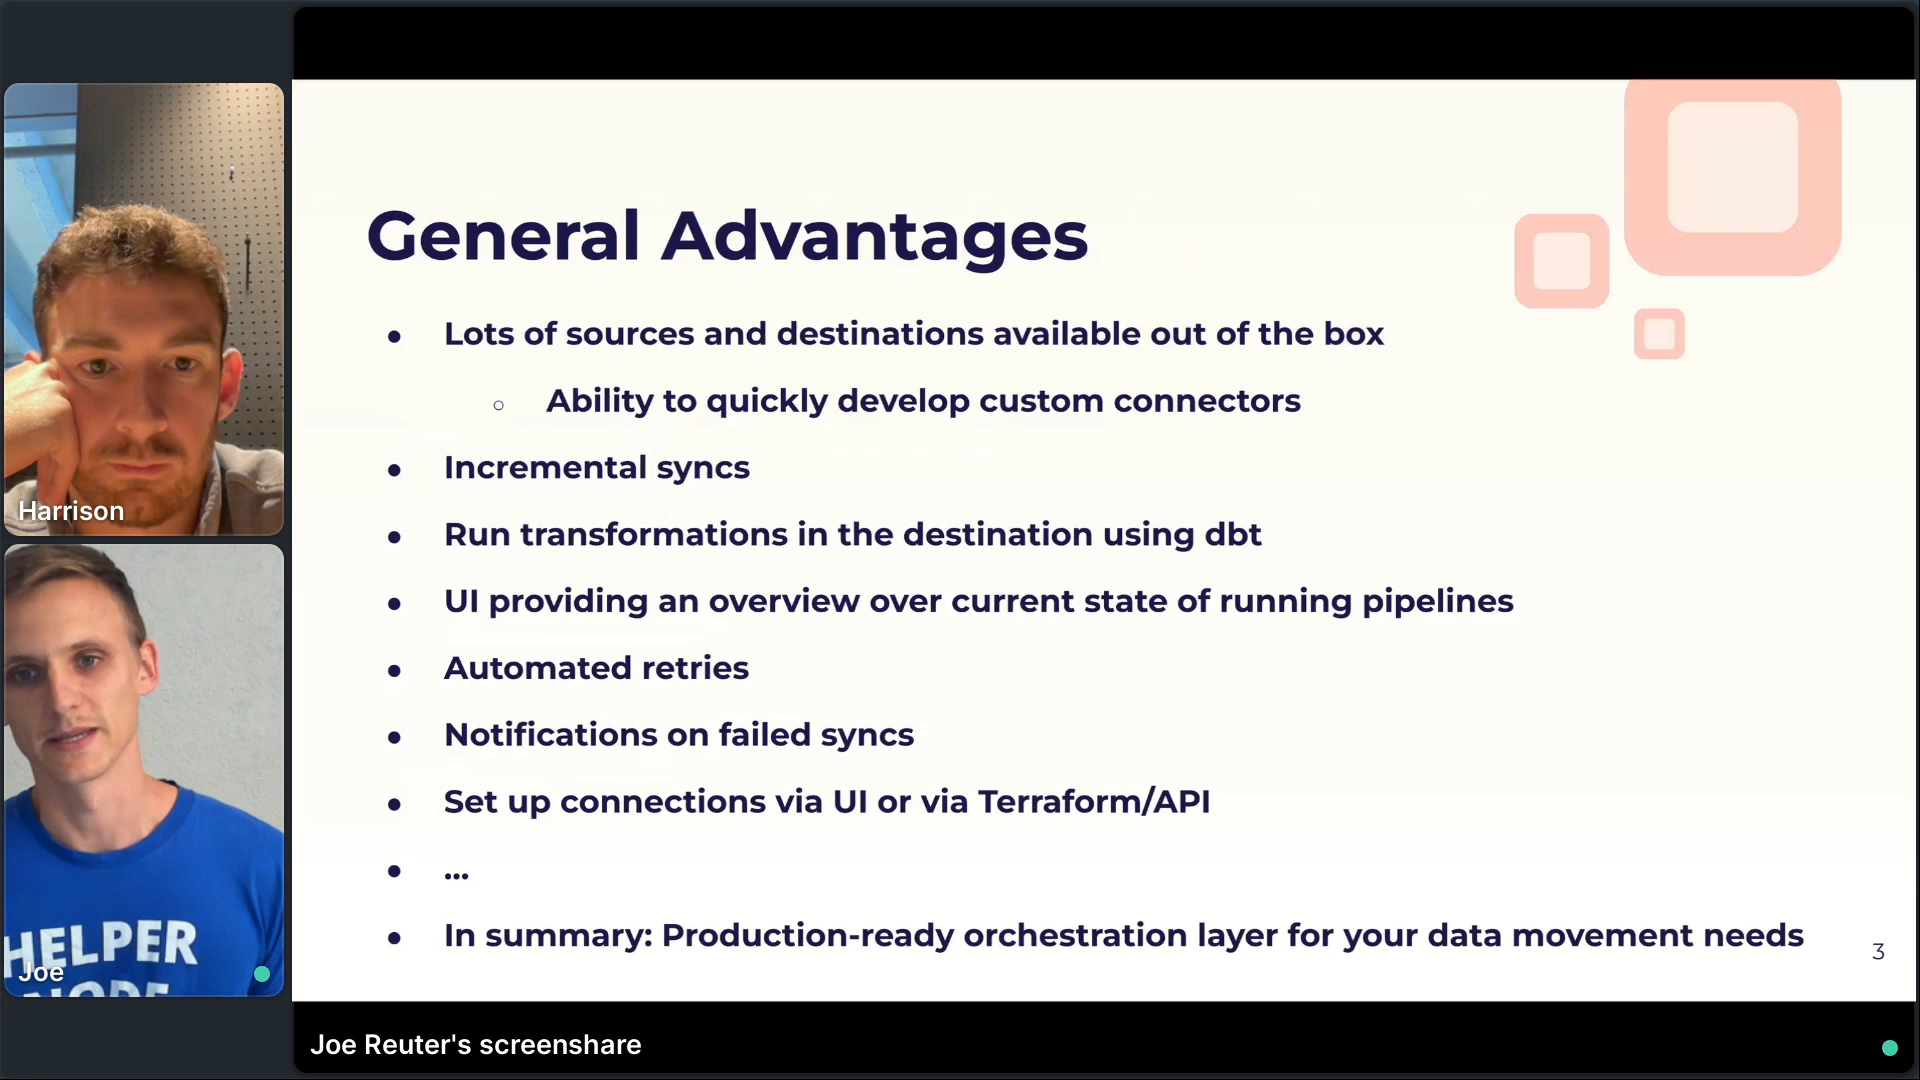 General Advantages
● Lots of sources and destinations available out of the box
○ Ability to quickly develop custom connectors
● Incremental syncs
● Run transformations in the destination using dbt
● UI providing an overview over current state of running pipelines
● Automated retries
● Notifications on failed syncs
● Set up connections via UI or via Terraform/API
● ...
● In summary: Production-ready orchestration layer for your data movement needs
3
Harrison
HELPER
NODE
Joe
Joe Reuter's screenshare